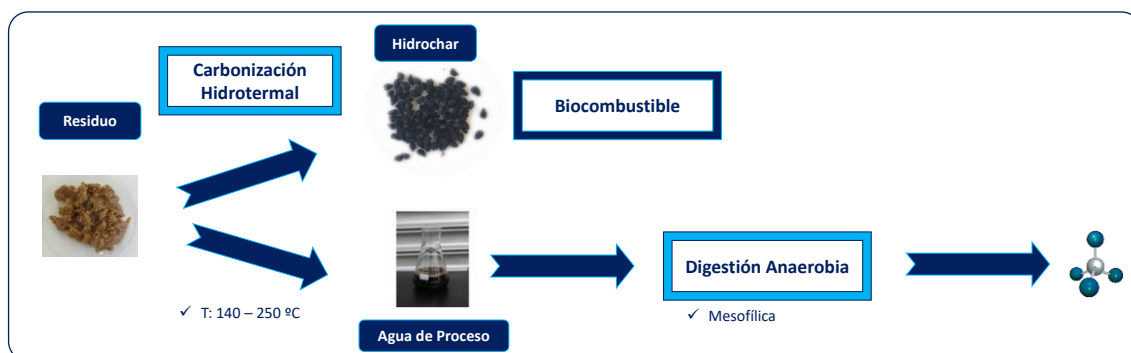 Hidrochar
Carbonización
Hidrotermal
Biocombustible
Residuo
Digestión Anaerobia
✓ T: 140 – 250 ºC
✓ Mesofílica
Agua de Proceso